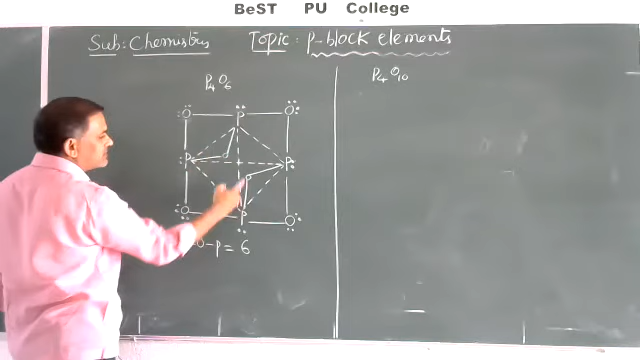 BeST PU College
Sub: Chemistry Topic: P-block elements
P4O6 P4O10
:Ö P Ö:
:P O P:
O
:O P O:
O-P = 6